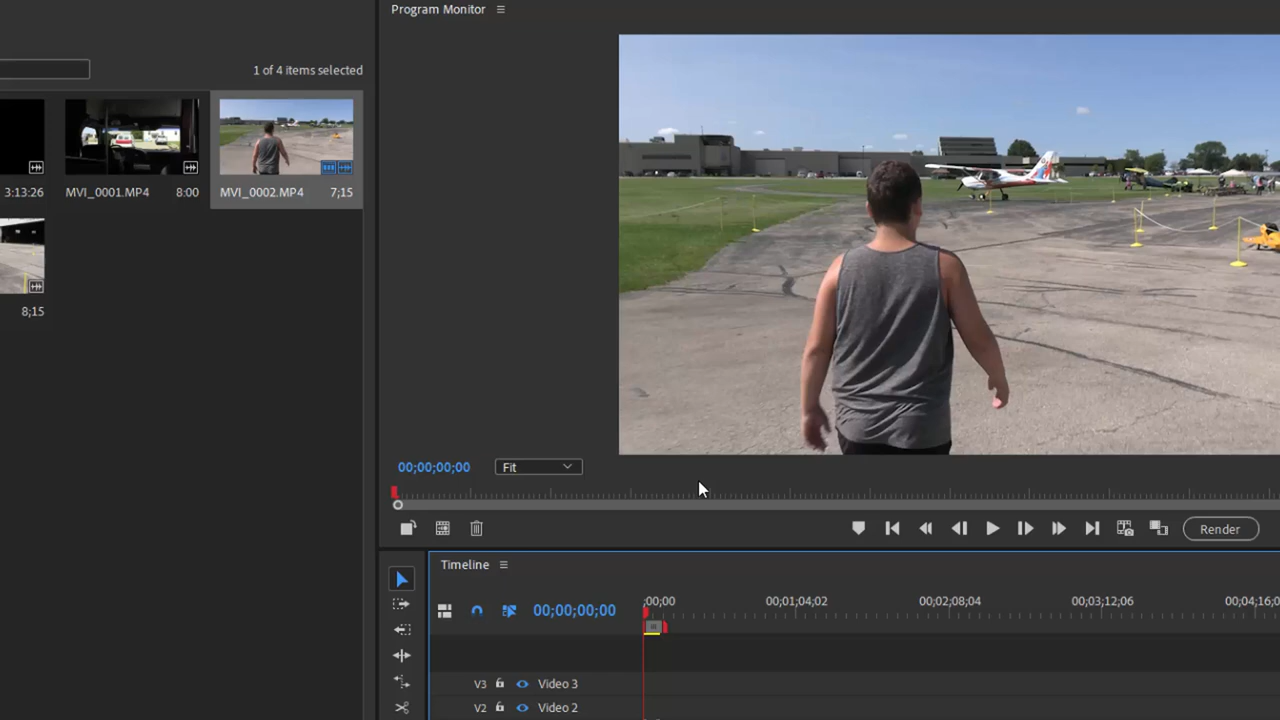 Program Monitor
1 of 4 items selected
3:13:26
MVI_0001.MP4 8:00
MVI_0002.MP4 7;15
8;15
00;00;00;00 Fit
Render
Timeline
00;00;00;00
;00;00 00;01;04;02 00;02;08;04 00;03;12;06 00;04;16;0
V3 Video 3
V2 Video 2